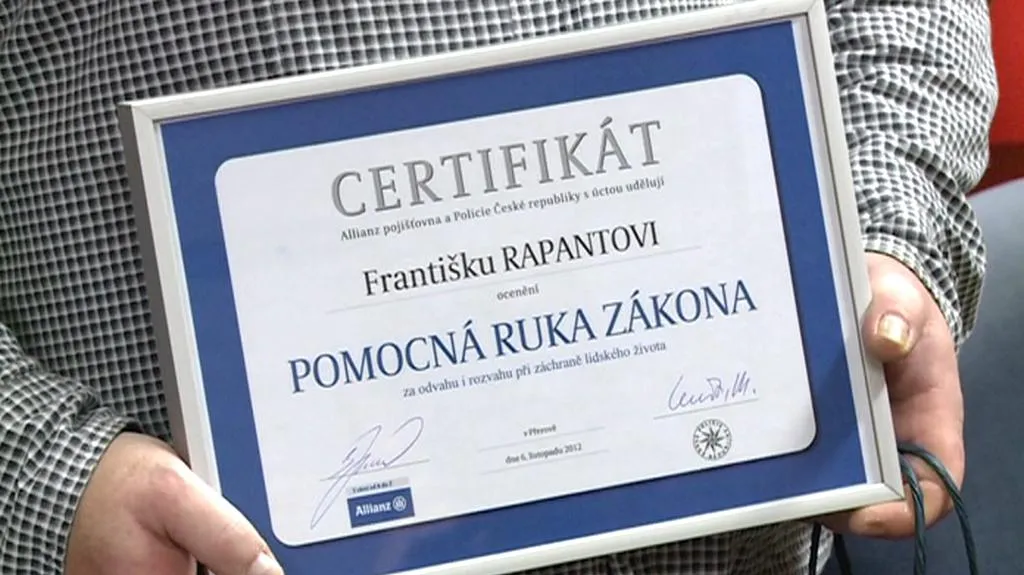 CERTIFIKÁT
Allianz pojišťovna a Policie České republiky s úctou udělují
Františku RAPANTOVI
ocenění
POMOCNÁ RUKA ZÁKONA
za odvahu i rozvahu při záchraně lidského života
v Přerově
dne 6. listopadu 2012
Allianz